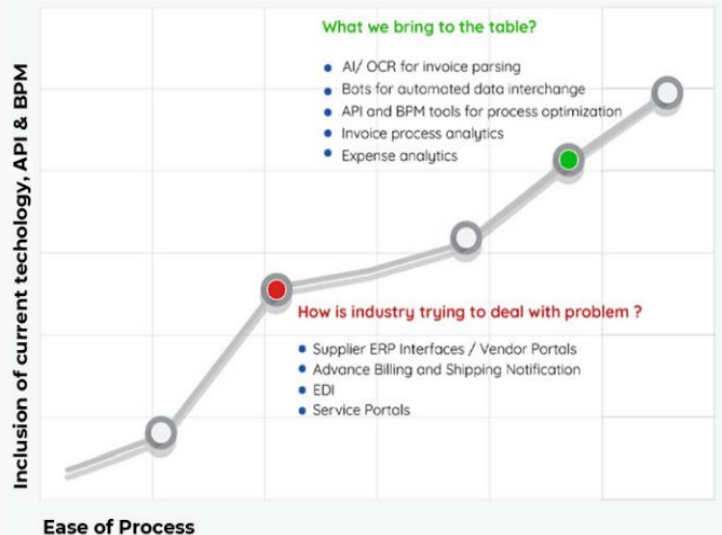 What we bring to the table?
AI/ OCR for invoice parsing
Bots for automated data interchange
API and BPM tools for process optimization
Invoice process analytics
Expense analytics
Inclusion of current techology, API & BPM
How is industry trying to deal with problem ?
Supplier ERP Interfaces / Vendor Portals
Advance Billing and Shipping Notification
EDI
Service Portals
Ease of Process